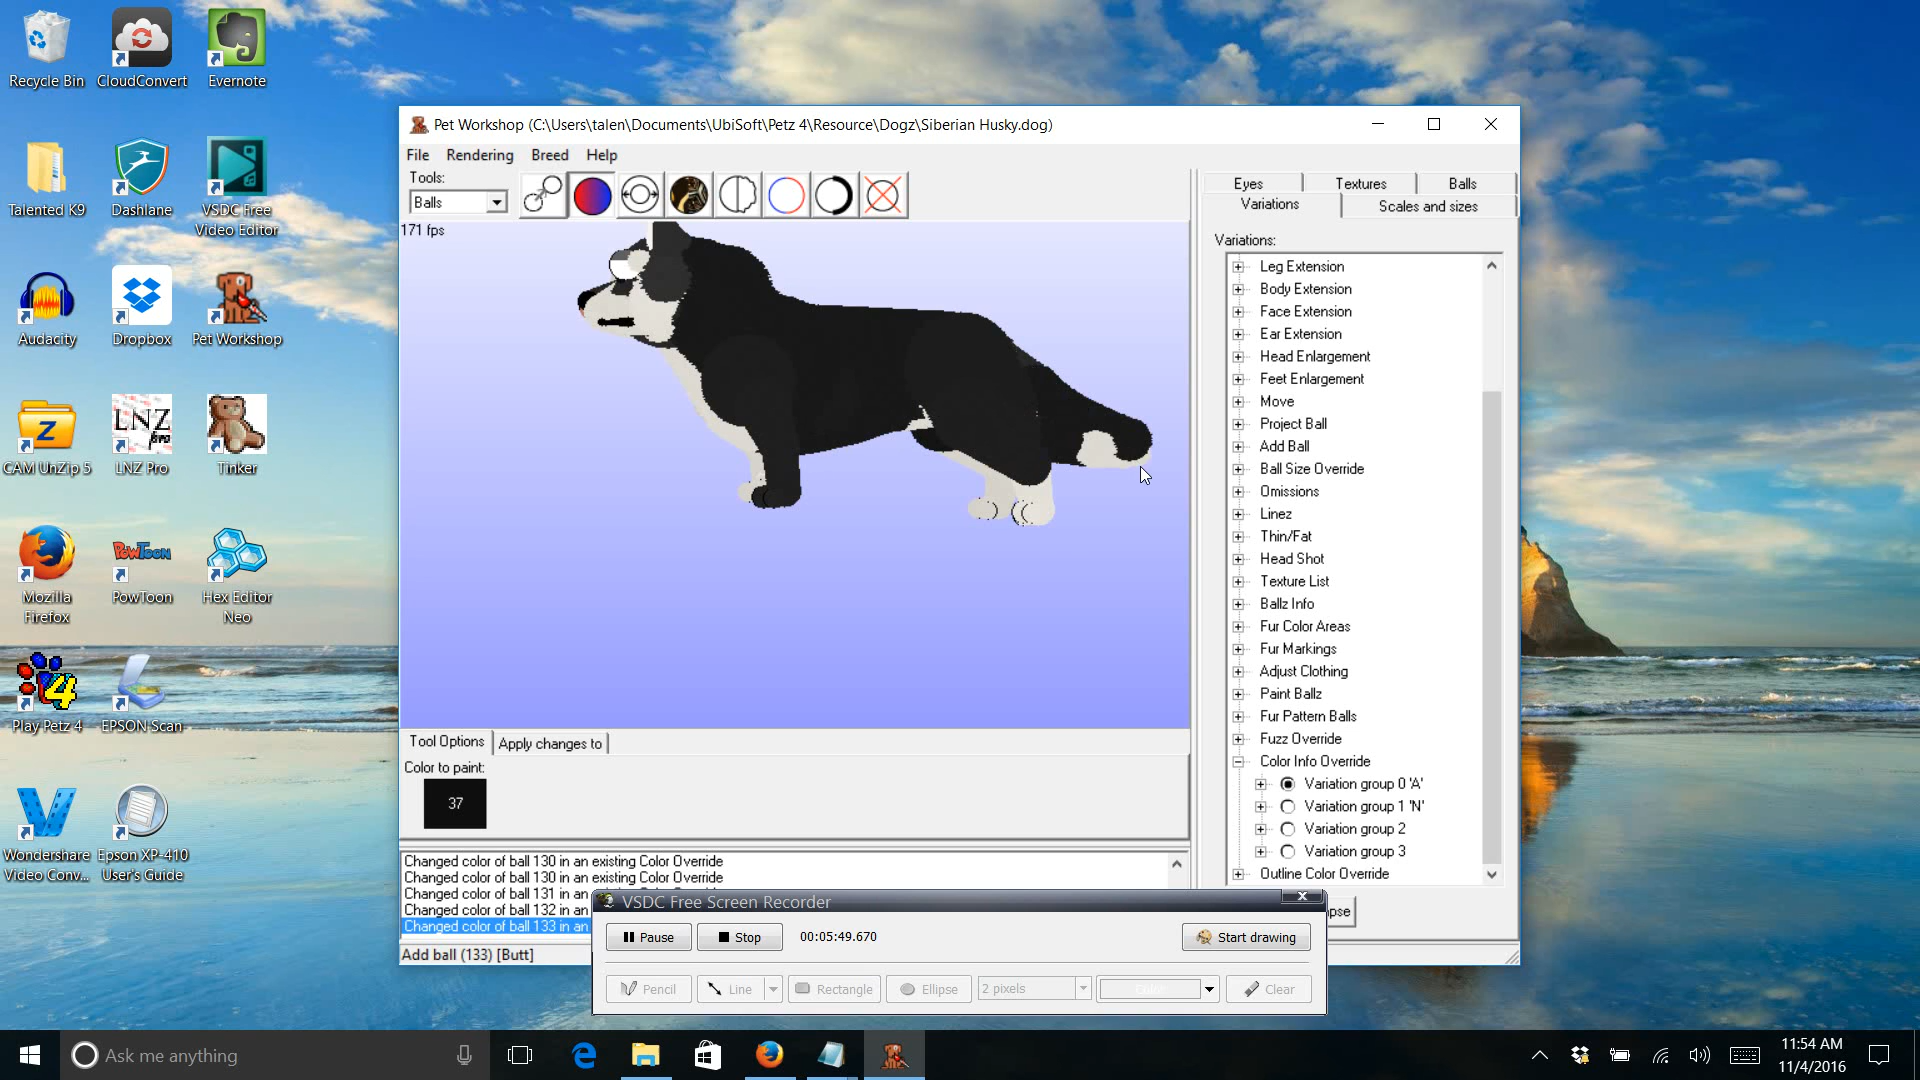 Recycle Bin
CloudConvert
Evernote
Talented K9
Dashlane
VSDC Free
Video Editor
Audacity
Dropbox
Pet Workshop
CAM UnZip 5
LNZ
pro
LNZ Pro
Tinker
Mozilla
Firefox
POWTOON
PowToon
Hex Editor
Neo
4
Play Petz 4
EPSON Scan
Wondershare
Video Conv...
Epson XP-410
User's Guide
Pet Workshop (C:\Users\talen\Documents\UbiSoft\Petz 4\Resource\Dogz\Siberian Husky.dog)
File Rendering Breed Help
Tools:
Balls
171 fps
Eyes Textures Balls
Variations Scales and sizes
Variations:
Leg Extension
Body Extension
Face Extension
Ear Extension
Head Enlargement
Feet Enlargement
Move
Project Ball
Add Ball
Ball Size Override
Omissions
Linez
Thin/Fat
Head Shot
Texture List
Ballz Info
Fur Color Areas
Fur Markings
Adjust Clothing
Paint Ballz
Fur Pattern Balls
Fuzz Override
Color Info Override
Variation group 0 'A'
Variation group 1 'N'
Variation group 2
Variation group 3
Outline Color Override
pse
Tool Options Apply changes to
Color to paint:
37
Changed color of ball 130 in an existing Color Override
Changed color of ball 130 in an existing Color Override
Changed color of ball 131 in an
Changed color of ball 132 in an
Changed color of ball 133 in an
Add ball (133) [Butt]
VSDC Free Screen Recorder
Pause Stop 00:05:49.670 Start drawing
Pencil Line Rectangle Ellipse 2 pixels Clear
Ask me anything
11:54 AM
11/4/2016